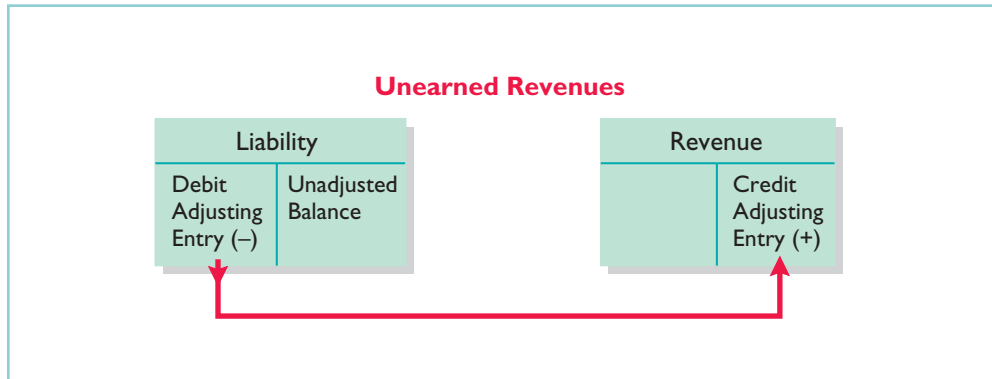 Unearned Revenues
Liability
Debit
Adjusting
Entry (–)
Unadjusted
Balance
Revenue
Credit
Adjusting
Entry (+)